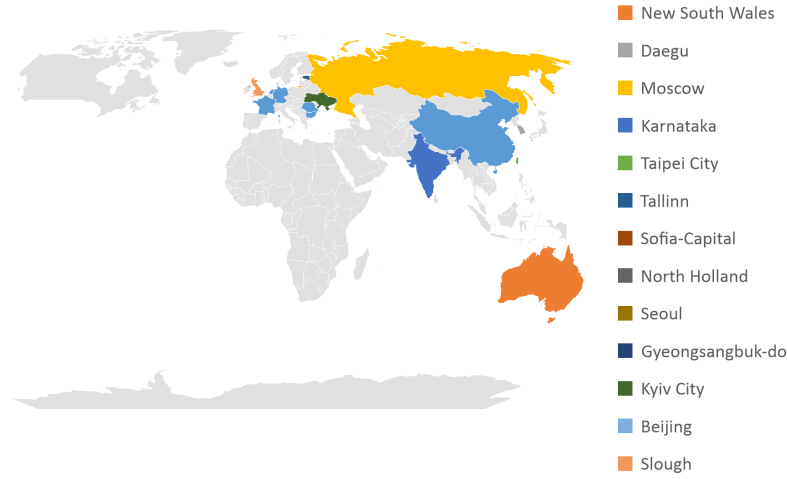 New South Wales
Daegu
Moscow
Karnataka
Taipei City
Tallinn
Sofia-Capital
North Holland
Seoul
Gyeongsangbuk-do
Kyiv City
Beijing
Slough